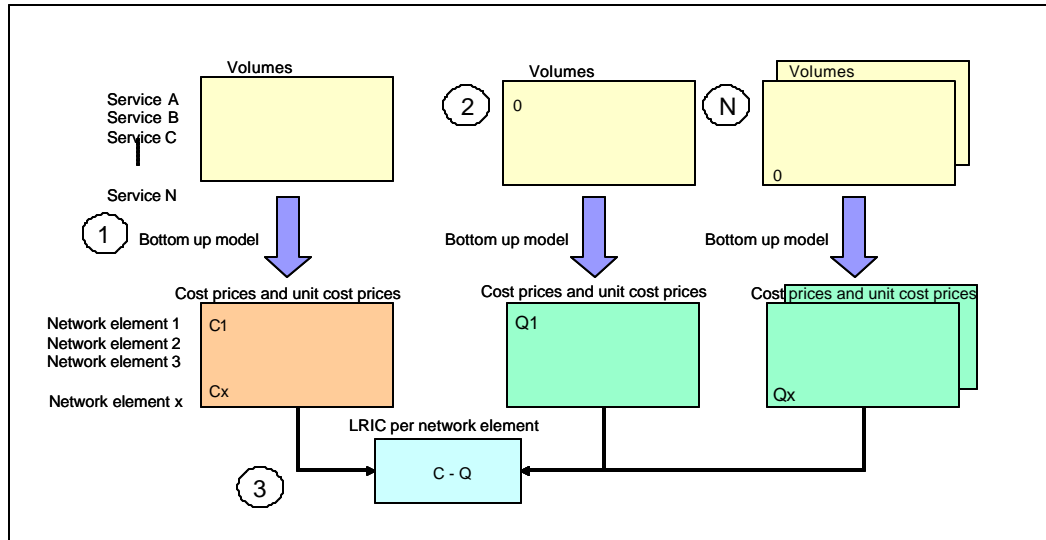 Volumes
Volumes
Volumes
Service A
Service B
Service C
Service N
2
0
N
0
1
Bottom up model
Bottom up model
Bottom up model
Cost prices and unit cost prices
Cost prices and unit cost prices
Cost prices and unit cost prices
Network element 1
Network element 2
Network element 3
Network element x
C1
Cx
Q1
Qx
LRIC per network element
C - Q
3